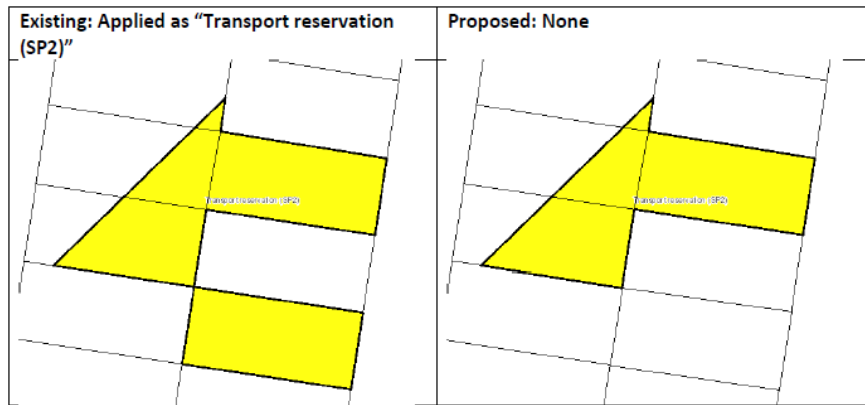 Existing: Applied as “Transport reservation
(SP2)”
Proposed: None
Transport reservation (SP2)
Transport reservation (SP2)